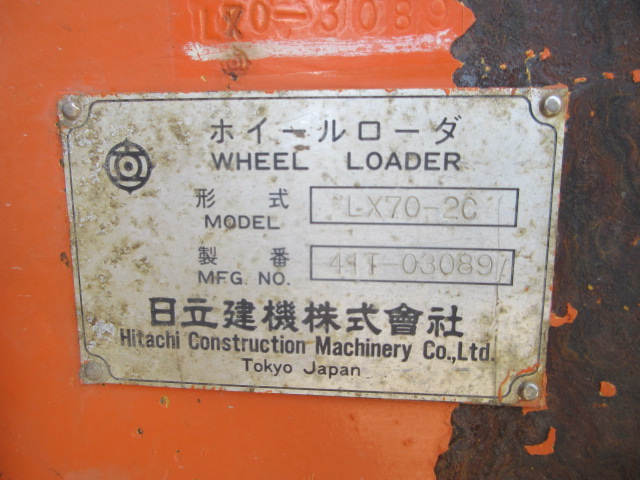 LX70-3089
ホイールローダ
WHEEL LOADER
形式 LX70-2C
MODEL
製番 41T-03089
MFG. NO.
日立建機株式會社
Hitachi Construction Machinery Co.,Ltd.
Tokyo Japan